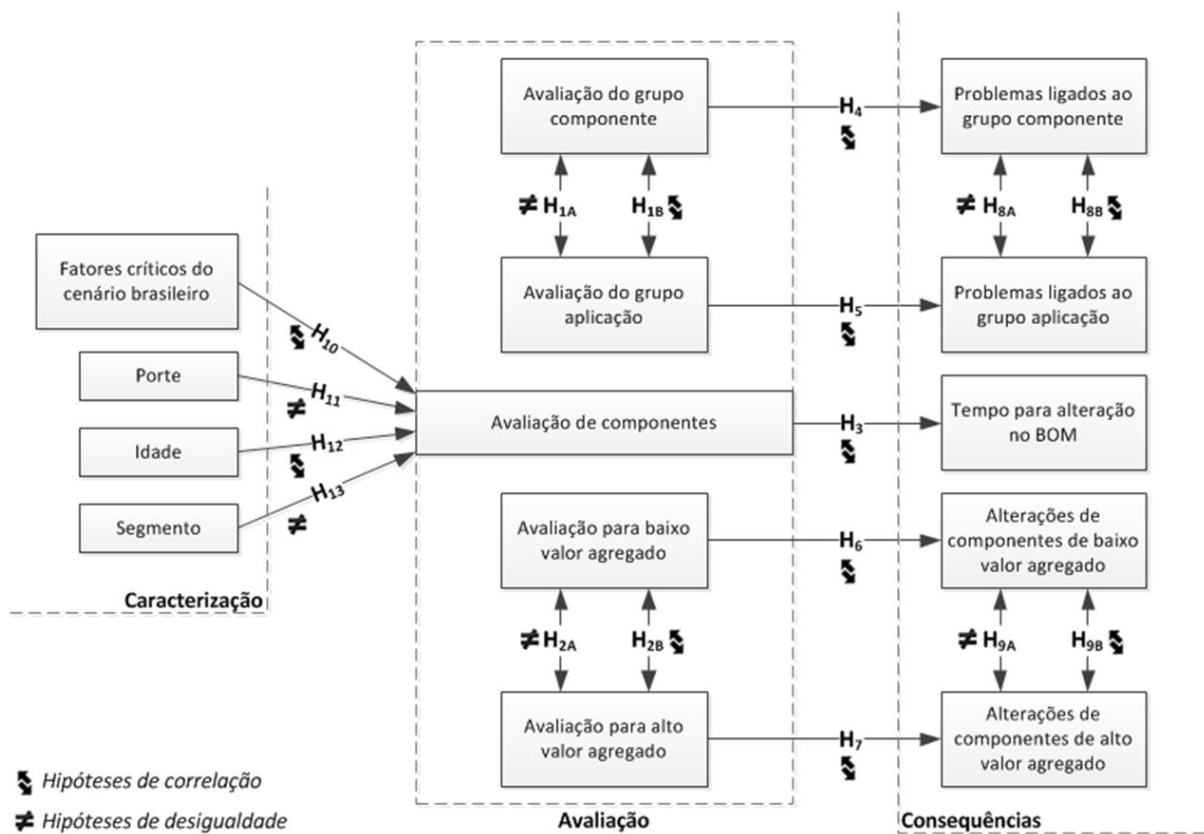 Avaliação do grupo
componente
H4
Problemas ligados ao
grupo componente
≠ H1A
H1B
≠ H8A
H8B
Fatores críticos do
cenário brasileiro
Avaliação do grupo
aplicação
H5
Problemas ligados ao
grupo aplicação
H10
Porte
H11
≠
Avaliação de componentes
H3
Tempo para alteração
no BOM
Idade
H12
Segmento
H13
≠
Caracterização
Avaliação para baixo
valor agregado
H6
Alterações de
componentes de baixo
valor agregado
≠ H2A
H2B
≠ H9A
H9B
Avaliação para alto
valor agregado
H7
Alterações de
componentes de alto
valor agregado
Hipóteses de correlação
≠ Hipóteses de desigualdade
Avaliação
Consequências